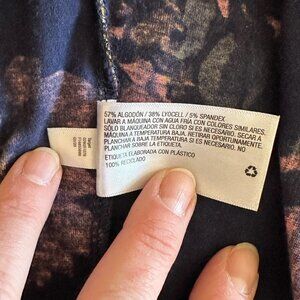 57% ALGODÓN / 38% LYOCELL / 5% SPANDEX
LAVAR A MÁQUINA CON AGUA FRÍA CON COLORES SIMILARES.
SÓLO BLANQUEADOR SIN CLORO SI ES NECESARIO. SECAR A
MÁQUINA A TEMPERATURA BAJA. RETIRAR OPORTUNAMENTE.
PLANCHAR A TEMPERATURA BAJA SI ES NECESARIO. NO
PLANCHAR SOBRE LA ETIQUETA.
ETIQUETA ELABORADA CON PLÁSTICO
100% RECICLADO